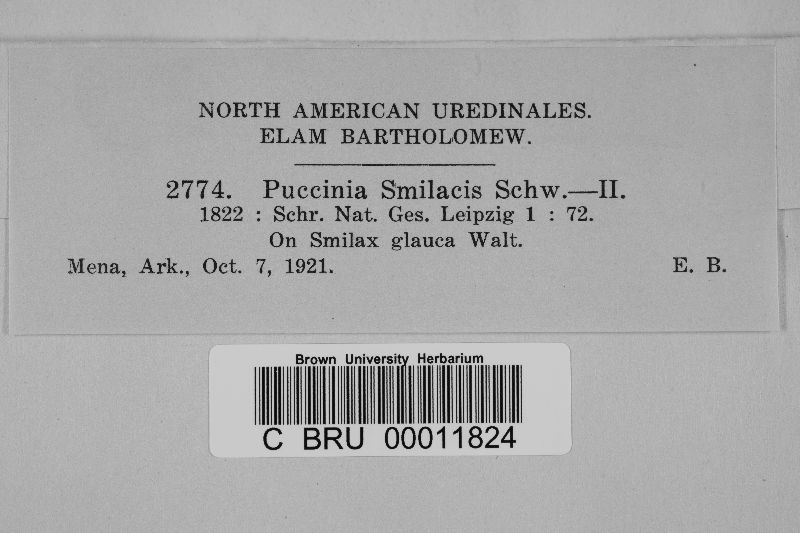 NORTH AMERICAN UREDINALES.
ELAM BARTHOLOMEW.
2774. Puccinia Smilacis Schw.—II.
1822 : Schr. Nat. Ges. Leipzig 1 : 72.
On Smilax glauca Walt.
Mena, Ark., Oct. 7, 1921. E. B.
Brown University Herbarium
C BRU 00011824